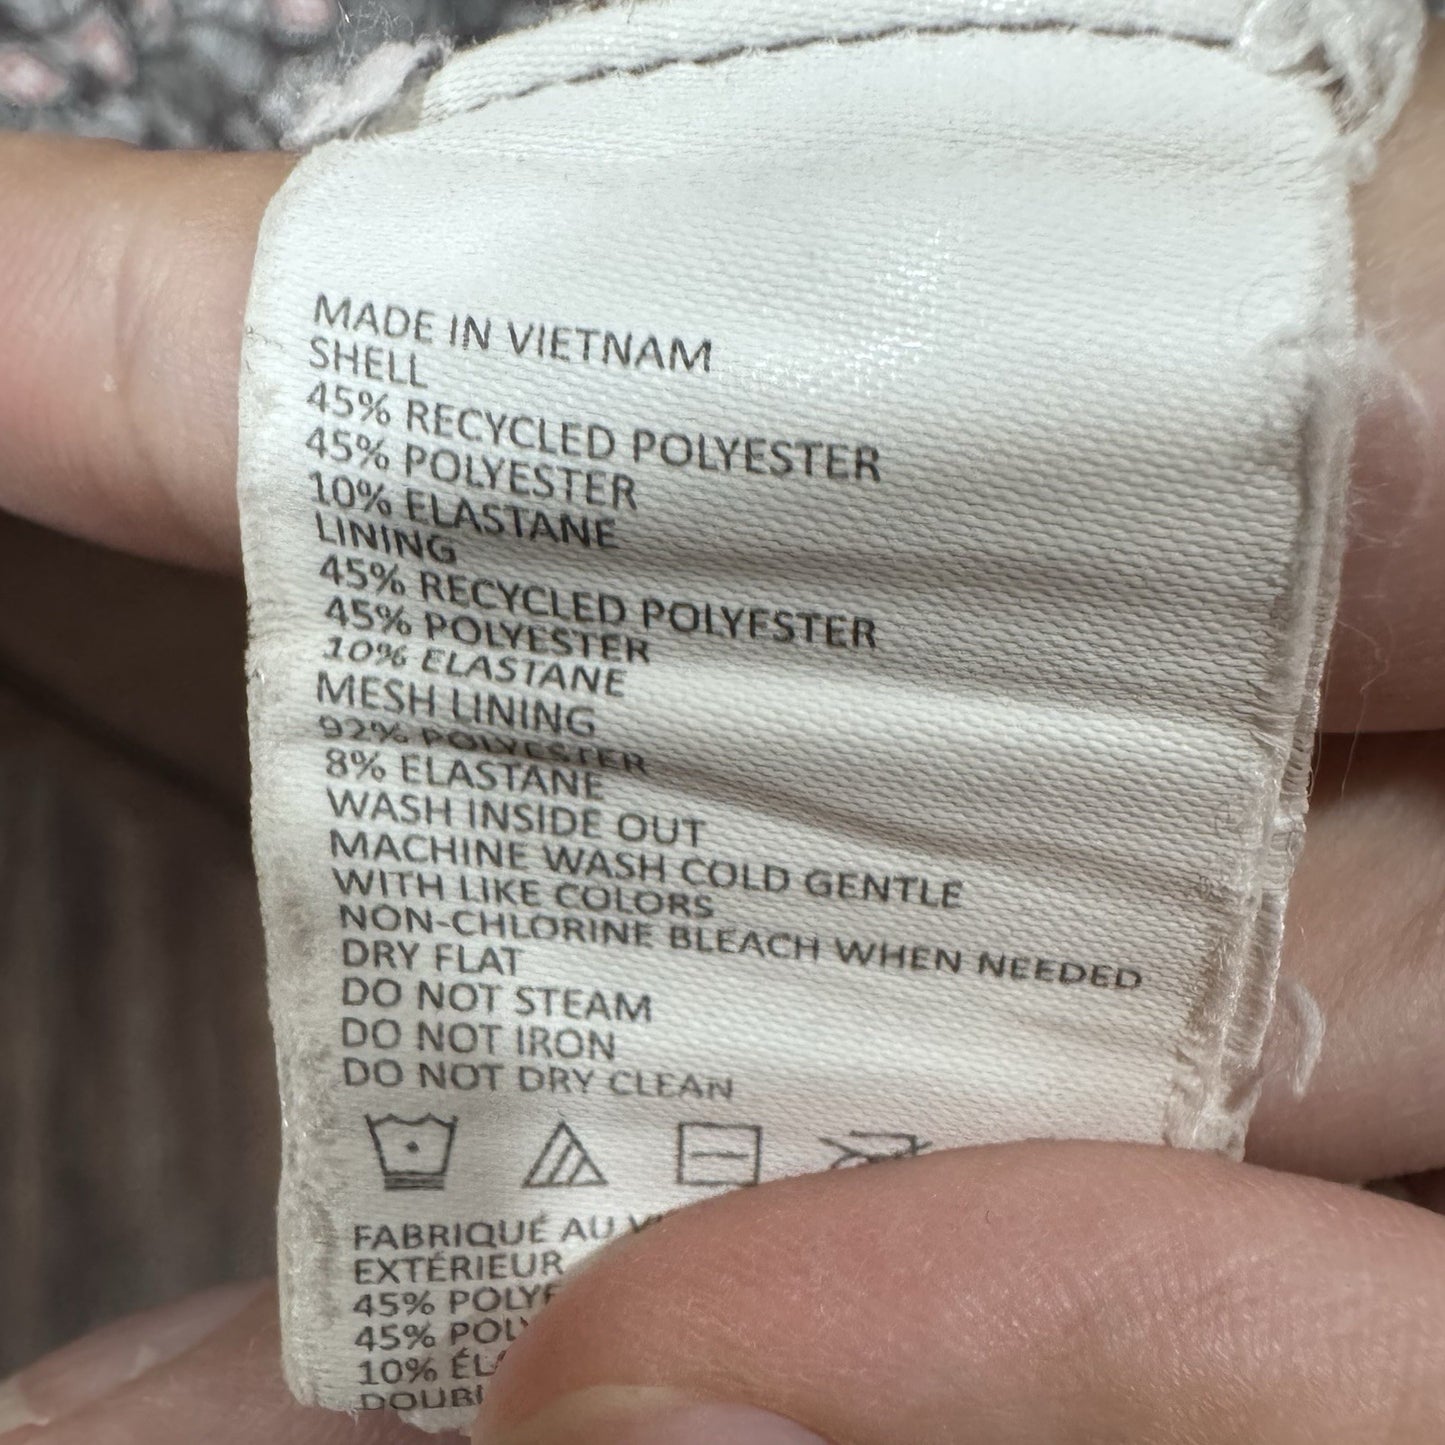 MADE IN VIETNAM
SHELL
45% RECYCLED POLYESTER
45% POLYESTER
10% ELASTANE
LINING
45% RECYCLED POLYESTER
45% POLYESTER
10% ELASTANE
MESH LINING
92% POLYESTER
8% ELASTANE
WASH INSIDE OUT
MACHINE WASH COLD GENTLE
WITH LIKE COLORS
NON-CHLORINE BLEACH WHEN NEEDED
DRY FLAT
DO NOT STEAM
DO NOT IRON
DO NOT DRY CLEAN
FABRIQUÉ AU
EXTÉRIEUR
45%
45%
10%